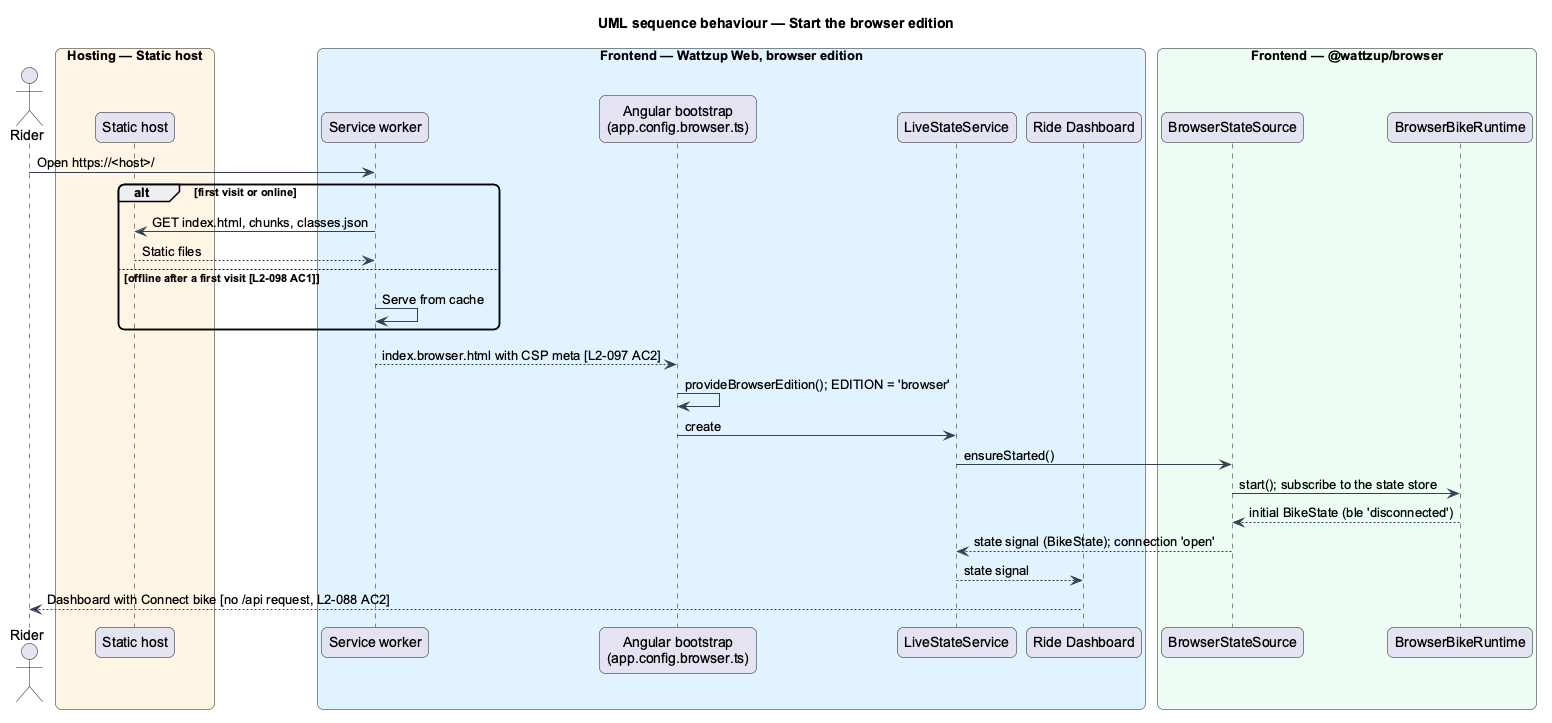 UML sequence behaviour — Start the browser edition
Hosting — Static host
Frontend — Wattzup Web, browser edition
Frontend — @wattzup/browser
Rider
Static host
Service worker
Angular bootstrap
(app.config.browser.ts)
LiveStateService
Ride Dashboard
BrowserStateSource
BrowserBikeRuntime
Open https://<host>/
alt
[first visit or online]
GET index.html, chunks, classes.json
Static files
[offline after a first visit [L2-098 AC1]]
Serve from cache
index.browser.html with CSP meta [L2-097 AC2]
provideBrowserEdition(); EDITION = 'browser'
create
ensureStarted()
start(); subscribe to the state store
initial BikeState (ble 'disconnected')
state signal (BikeState); connection 'open'
state signal
Dashboard with Connect bike [no /api request, L2-088 AC2]
Rider
Static host
Service worker
Angular bootstrap
(app.config.browser.ts)
LiveStateService
Ride Dashboard
BrowserStateSource
BrowserBikeRuntime